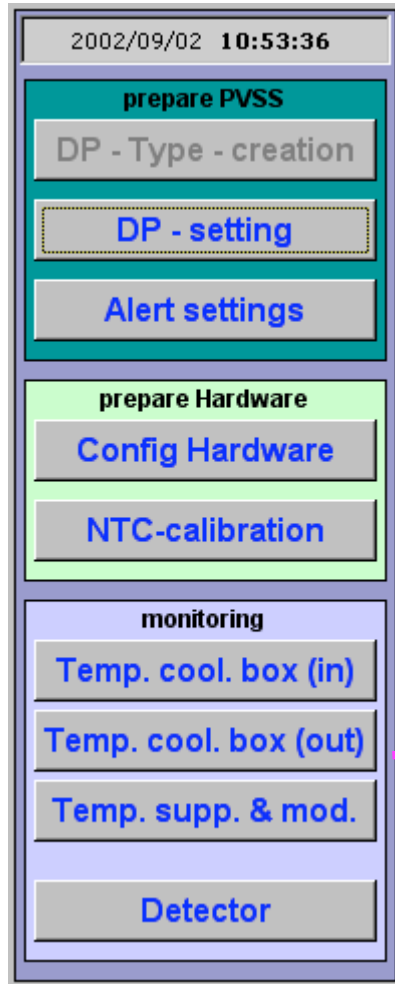 2002/09/02 10:53:36
prepare PVSS
DP - Type - creation
DP - setting
Alert settings
prepare Hardware
Config Hardware
NTC-calibration
monitoring
Temp. cool. box (in)
Temp. cool. box (out)
Temp. supp. & mod.
Detector